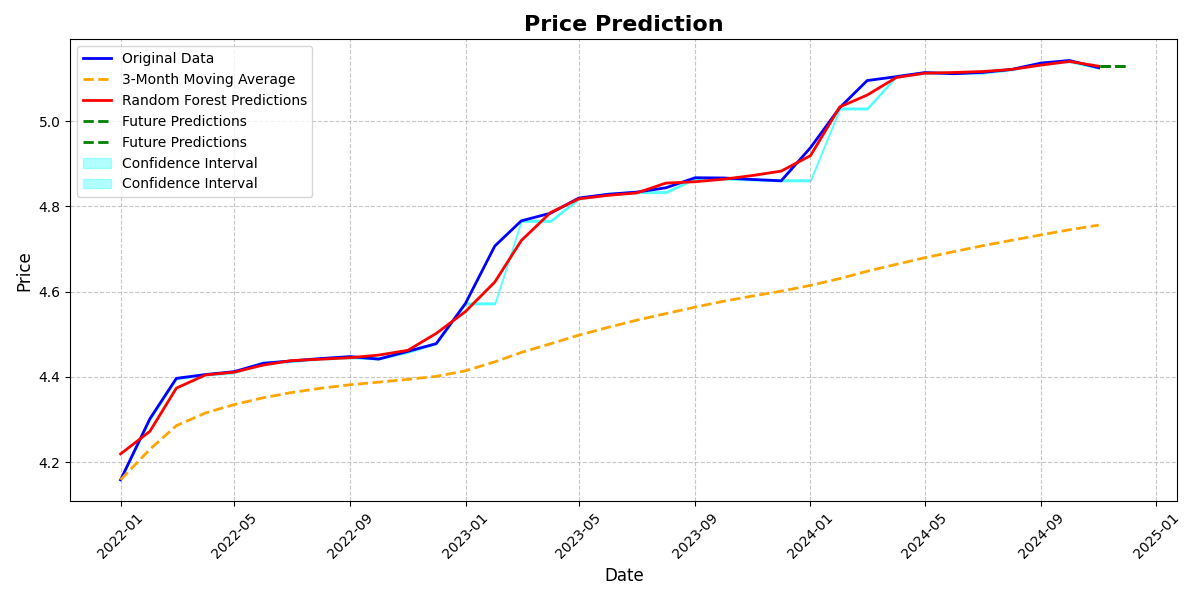 Price Prediction
Original Data
3-Month Moving Average
Random Forest Predictions
Future Predictions
Future Predictions
Confidence Interval
Confidence Interval
5.0
4.8
4.6
4.4
4.2
Price
2022-01
2022-05
2022-09
2023-01
2023-05
2023-09
2024-01
2024-05
2024-09
2025-01
Date